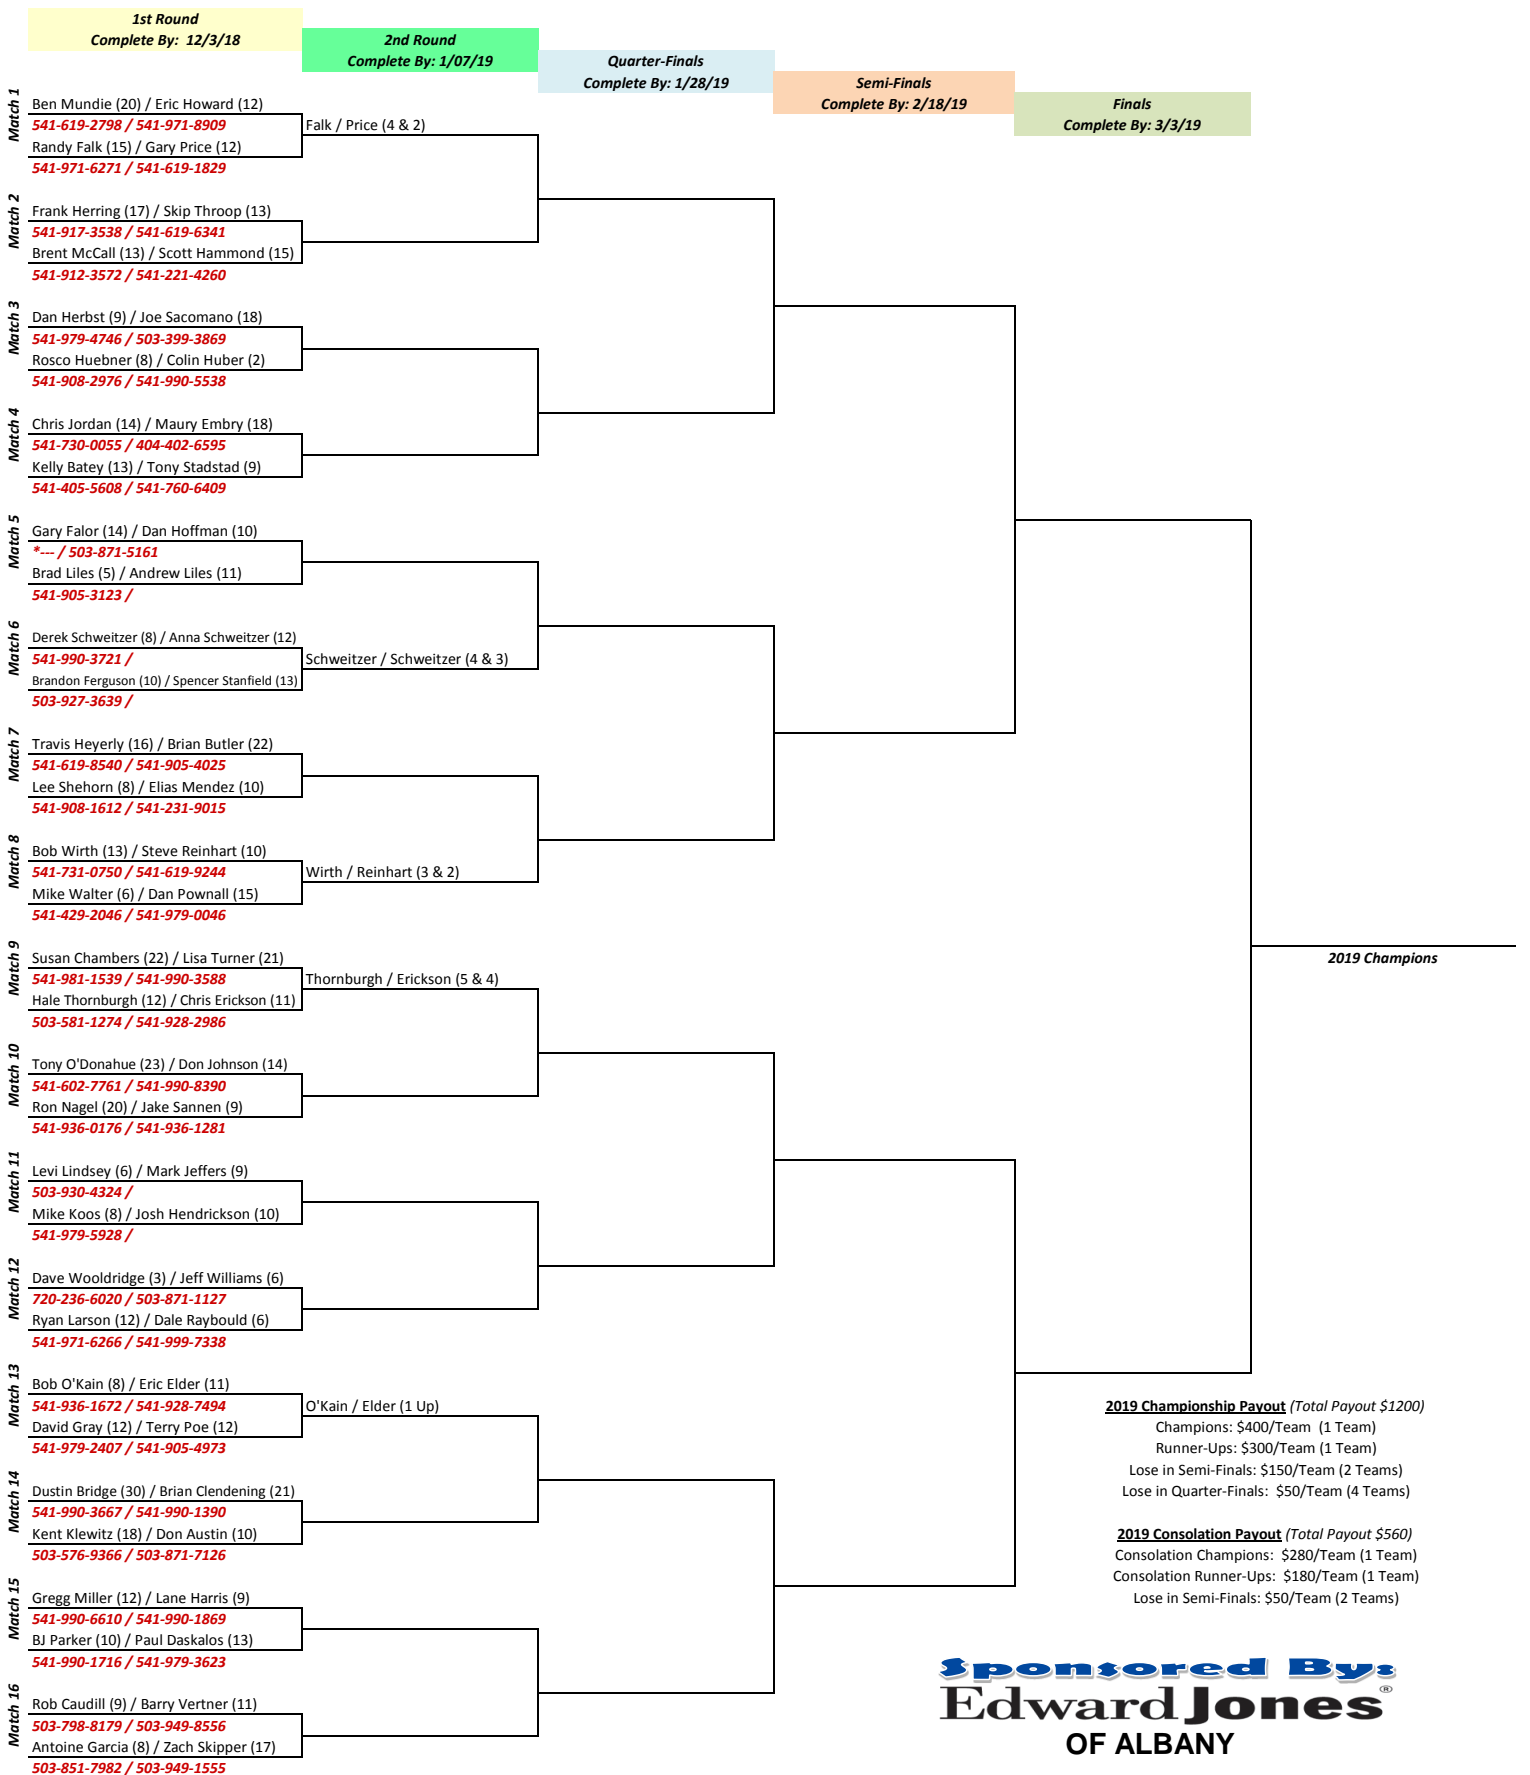 1st Round
Complete By:  12/3/18
2nd Round
Complete By: 1/07/19
Quarter-Finals
Complete By: 1/28/19
Semi-Finals
Complete By: 2/18/19
Finals
Complete By: 3/3/19
Match 1
Ben Mundie (20) / Eric Howard (12)
541-619-2798 / 541-971-8909
Randy Falk (15) / Gary Price (12)
541-971-6271 / 541-619-1829
Falk / Price (4 & 2)
Match 2
Frank Herring (17) / Skip Throop (13)
541-917-3538 / 541-619-6341
Brent McCall (13) / Scott Hammond (15)
541-912-3572 / 541-221-4260
Match 3
Dan Herbst (9) / Joe Sacomano (18)
541-979-4746 / 503-399-3869
Rosco Huebner (8) / Colin Huber (2)
541-908-2976 / 541-990-5538
Match 4
Chris Jordan (14) / Maury Embry (18)
541-730-0055 / 404-402-6595
Kelly Batey (13) / Tony Stadstad (9)
541-405-5608 / 541-760-6409
Match 5
Gary Falor (14) / Dan Hoffman (10)
*--- / 503-871-5161
Brad Liles (5) / Andrew Liles (11)
541-905-3123 /
Match 6
Derek Schweitzer (8) / Anna Schweitzer (12)
541-990-3721 /
Brandon Ferguson (10) / Spencer Stanfield (13)
503-927-3639 /
Schweitzer / Schweitzer (4 & 3)
Match 7
Travis Heyerly (16) / Brian Butler (22)
541-619-8540 / 541-905-4025
Lee Shehorn (8) / Elias Mendez (10)
541-908-1612 / 541-231-9015
Match 8
Bob Wirth (13) / Steve Reinhart (10)
541-731-0750 / 541-619-9244
Mike Walter (6) / Dan Pownall (15)
541-429-2046 / 541-979-0046
Wirth / Reinhart (3 & 2)
Match 9
Susan Chambers (22) / Lisa Turner (21)
541-981-1539 / 541-990-3588
Hale Thornburgh (12) / Chris Erickson (11)
503-581-1274 / 541-928-2986
Thornburgh / Erickson (5 & 4)
2019 Champions
Match 10
Tony O'Donahue (23) / Don Johnson (14)
541-602-7761 / 541-990-8390
Ron Nagel (20) / Jake Sannen (9)
541-936-0176 / 541-936-1281
Match 11
Levi Lindsey (6) / Mark Jeffers (9)
503-930-4324 /
Mike Koos (8) / Josh Hendrickson (10)
541-979-5928 /
Match 12
Dave Wooldridge (3) / Jeff Williams (6)
720-236-6020 / 503-871-1127
Ryan Larson (12) / Dale Raybould (6)
541-971-6266 / 541-999-7338
Match 13
Bob O'Kain (8) / Eric Elder (11)
541-936-1672 / 541-928-7494
David Gray (12) / Terry Poe (12)
541-979-2407 / 541-905-4973
O'Kain / Elder (1 Up)
Match 14
Dustin Bridge (30) / Brian Clendening (21)
541-990-3667 / 541-990-1390
Kent Klewitz (18) / Don Austin (10)
503-576-9366 / 503-871-7126
Match 15
Gregg Miller (12) / Lane Harris (9)
541-990-6610 / 541-990-1869
BJ Parker (10) / Paul Daskalos (13)
541-990-1716 / 541-979-3623
Match 16
Rob Caudill (9) / Barry Vertner (11)
503-798-8179 / 503-949-8556
Antoine Garcia (8) / Zach Skipper (17)
503-851-7982 / 503-949-1555
2019 Championship Payout (Total Payout $1200)
Champions: $400/Team  (1 Team)
Runner-Ups: $300/Team (1 Team)
Lose in Semi-Finals: $150/Team (2 Teams)
Lose in Quarter-Finals:  $50/Team (4 Teams)
2019 Consolation Payout (Total Payout $560)
Consolation Champions:  $280/Team (1 Team)
Consolation Runner-Ups:  $180/Team (1 Team)
Lose in Semi-Finals: $50/Team (2 Teams)
Sponsored By:
Edward Jones®
OF ALBANY